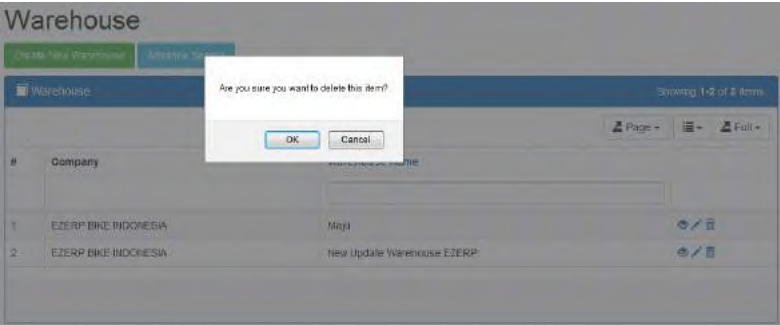 Warehouse
Create New Warehouse Advance Search
Warehouse Showing 1-2 of 2 items.
Are you sure you want to delete this item?
OK Cancel
Page Full
# Company Warehouse Name
1 EZERP BIKE INDONESIA Maju
2 EZERP BIKE INDONESIA New Update Warehouse EZERP